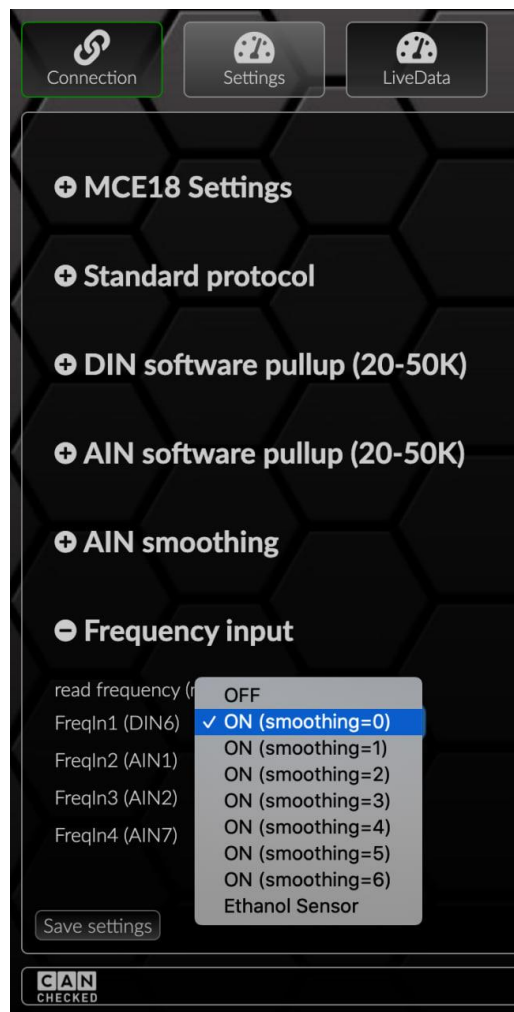 Connection
Settings
LiveData
MCE18 Settings
Standard protocol
DIN software pullup (20-50K)
AIN software pullup (20-50K)
AIN smoothing
Frequency input
read frequency (
FreqIn1 (DIN6)
FreqIn2 (AIN1)
FreqIn3 (AIN2)
FreqIn4 (AIN7)
OFF
✓ ON (smoothing=0)
ON (smoothing=1)
ON (smoothing=2)
ON (smoothing=3)
ON (smoothing=4)
ON (smoothing=5)
ON (smoothing=6)
Ethanol Sensor
Save settings
CAN
CHECKED